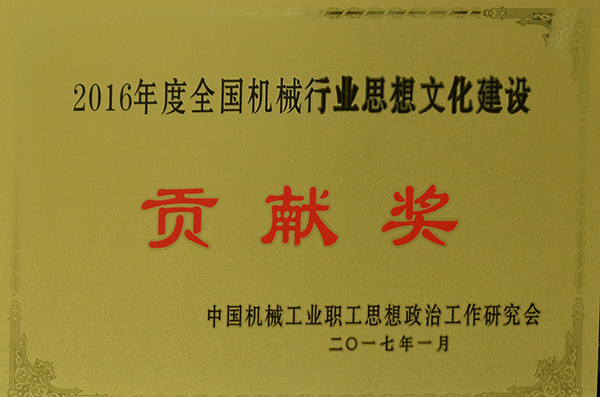 2016年度全国机械行业思想文化建设
贡献奖
中国机械工业职工思想政治工作研究会
二〇一七年一月